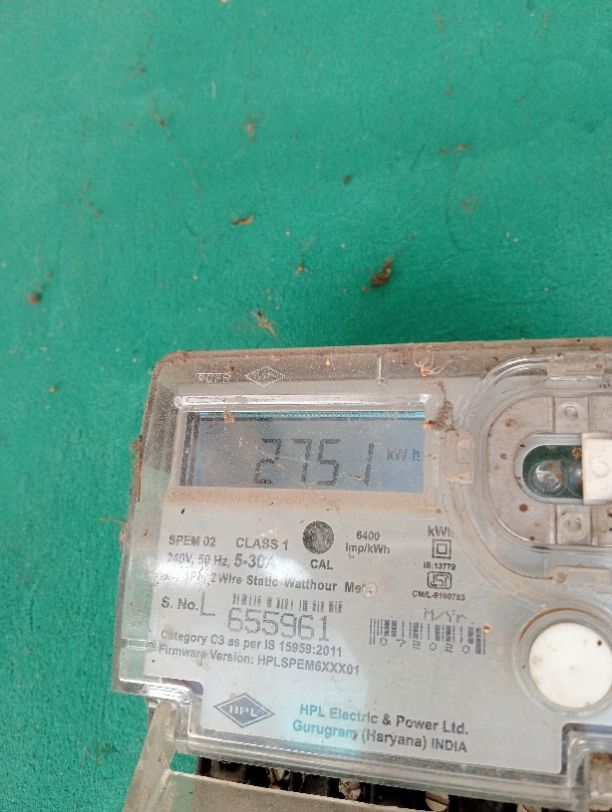 HPL
2751 kWh
SPEM 02 CLASS 1 6400 kWh
240V, 50 Hz, 5-30A CAL Imp/kWh
IS:13779
2Wire Static Watthour
CM/L-9190783
S. No. L 655961 M/Yr.
072020
Category C3 as per IS 15959:2011
Firmware Version: HPLSPEM6XXX01
HPL
HPL Electric & Power Ltd.
Gurugram (Haryana) INDIA